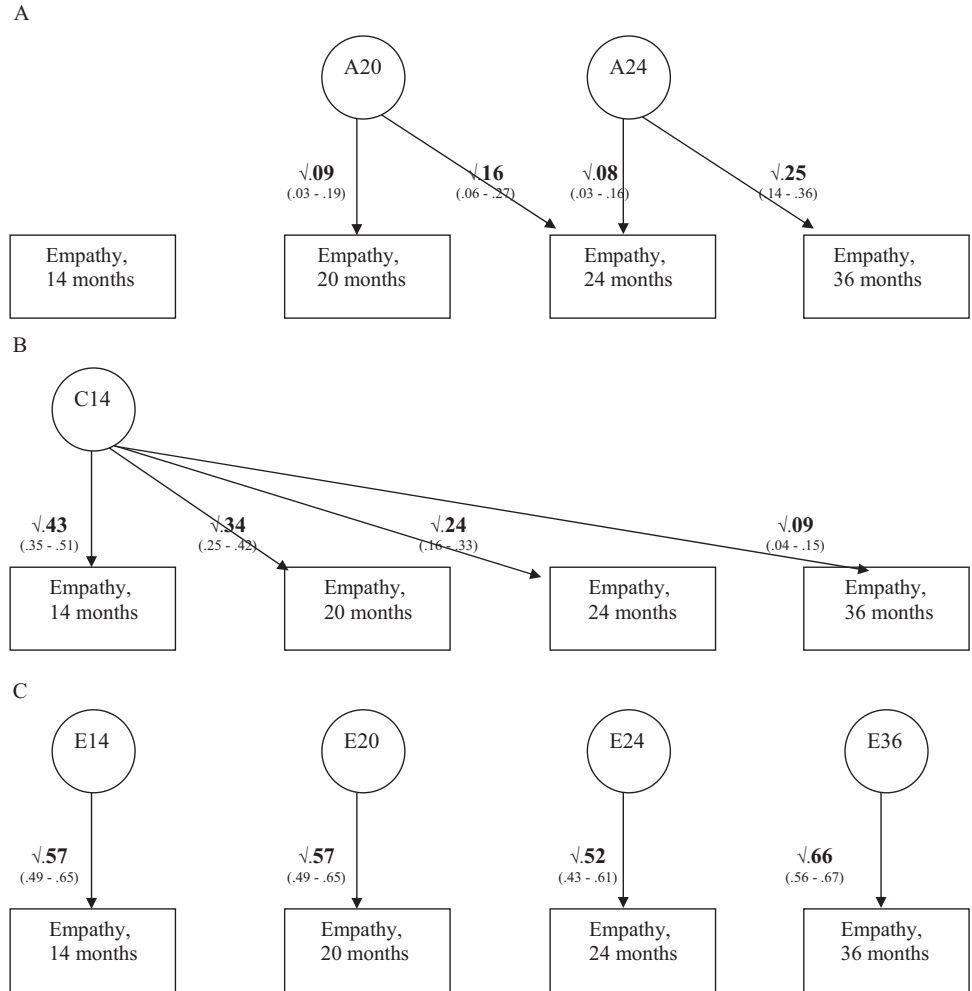 A
A20
A24
√.09
(.03 - .19)
√.16
(.06 - .27)
√.08
(.03 - .16)
√.25
(.14 - .36)
Empathy,
14 months
Empathy,
20 months
Empathy,
24 months
Empathy,
36 months
B
C14
√.43
(.35 - .51)
√.34
(.25 - .42)
√.24
(.16 - .33)
√.09
(.04 - .15)
Empathy,
14 months
Empathy,
20 months
Empathy,
24 months
Empathy,
36 months
C
E14
E20
E24
E36
√.57
(.49 - .65)
√.57
(.49 - .65)
√.52
(.43 - .61)
√.66
(.56 - .67)
Empathy,
14 months
Empathy,
20 months
Empathy,
24 months
Empathy,
36 months